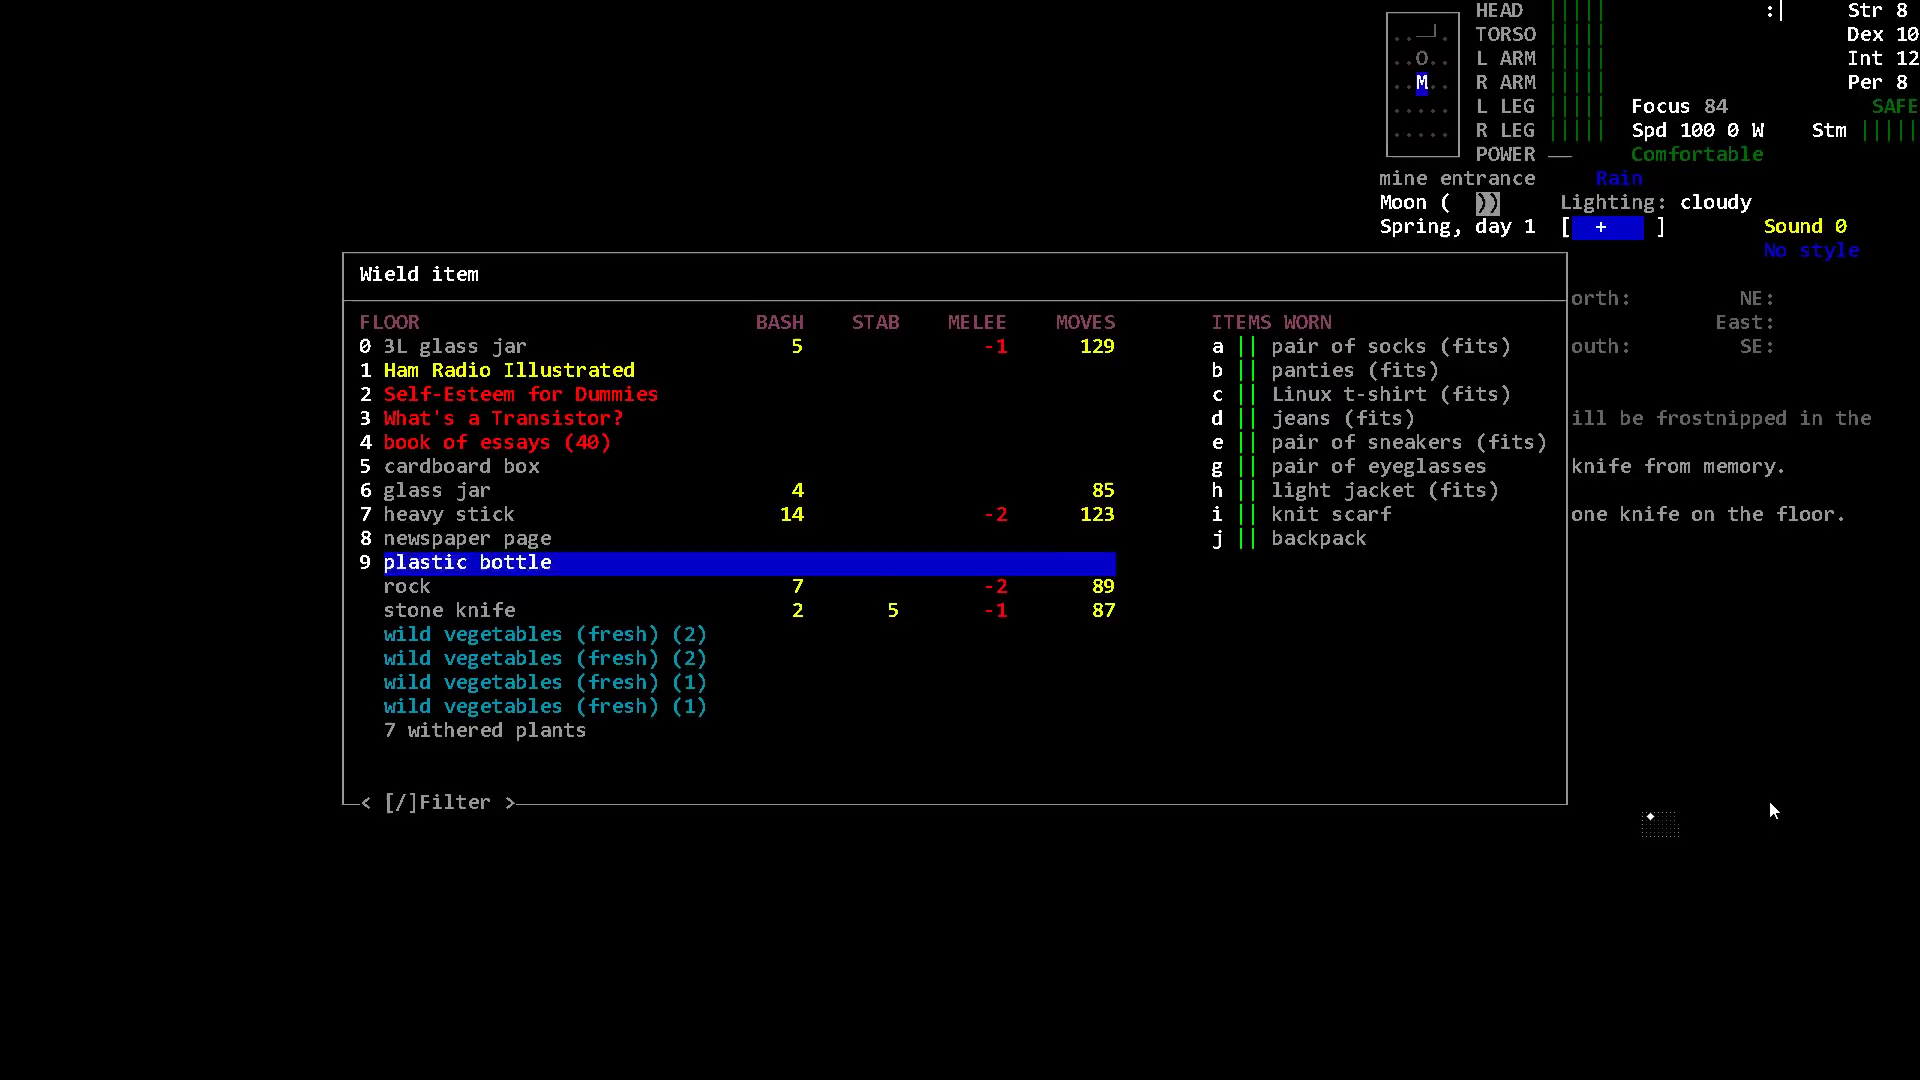 HEAD ||||| :| Str 8
TORSO ||||| Dex 10
L ARM ||||| Int 12
R ARM ||||| Per 8
L LEG ||||| Focus 84 SAFE
R LEG ||||| Spd 100 0 W Stm |||||
POWER — Comfortable
mine entrance Rain
Moon ( )) Lighting: cloudy
Spring, day 1 [ + ] Sound 0
No style
Wield item
orth: NE:
FLOOR BASH STAB MELEE MOVES ITEMS WORN East:
0 3L glass jar 5 -1 129 a || pair of socks (fits) outh: SE:
1 Ham Radio Illustrated b || panties (fits)
2 Self-Esteem for Dummies c || Linux t-shirt (fits)
3 What's a Transistor? d || jeans (fits) ill be frostnipped in the
4 book of essays (40) e || pair of sneakers (fits)
5 cardboard box g || pair of eyeglasses knife from memory.
6 glass jar 4 85 h || light jacket (fits)
7 heavy stick 14 -2 123 i || knit scarf one knife on the floor.
8 newspaper page j || backpack
9 plastic bottle
rock 7 -2 89
stone knife 2 5 -1 87
wild vegetables (fresh) (2)
wild vegetables (fresh) (2)
wild vegetables (fresh) (1)
wild vegetables (fresh) (1)
7 withered plants
< [/]Filter >